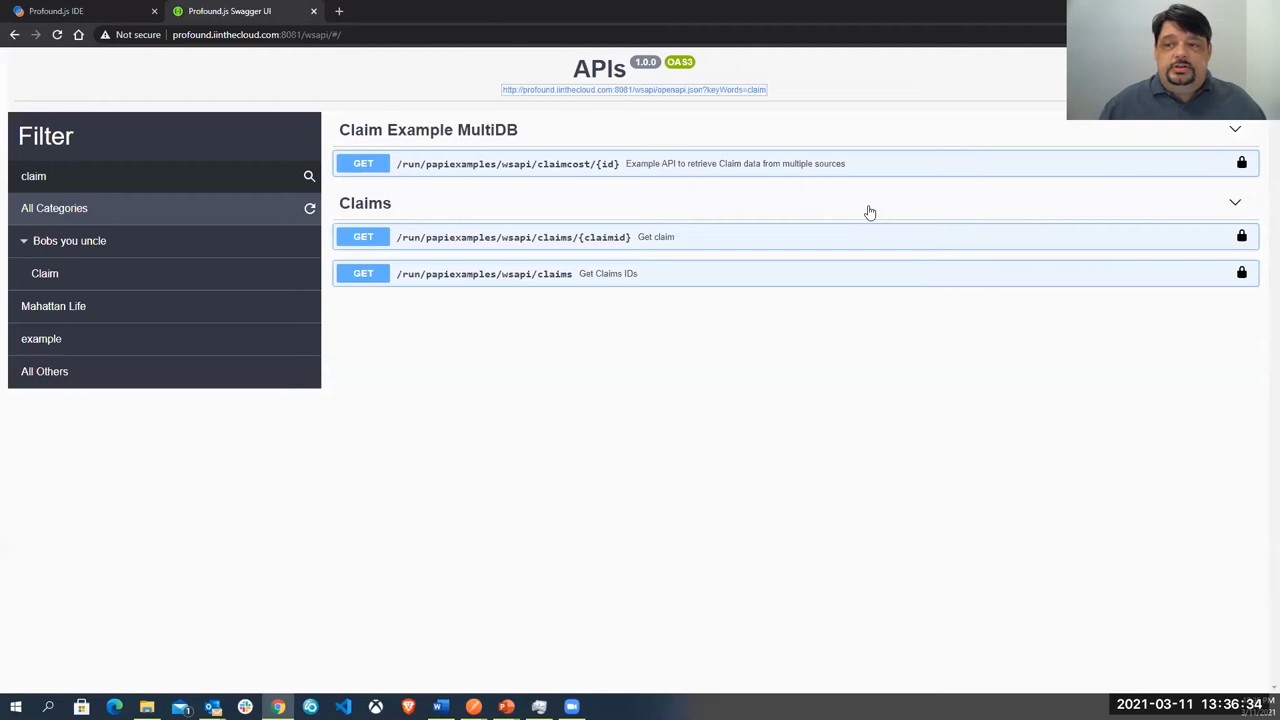 Profound.js IDE
Profound.js Swagger UI
Not secure
profound.iinthecloud.com:8081/wsapi/#/
APIs 1.0.0 OAS3
http://profound.iinthecloud.com:8081/wsapi/openapi.json?keyWords=claim
Filter
claim
All Categories
Bobs you uncle
Claim
Mahattan Life
example
All Others
Claim Example MultiDB
GET /run/papiexamples/wsapi/claimcost/{id} Example API to retrieve Claim data from multiple sources
Claims
GET /run/papiexamples/wsapi/claims/{claimid} Get claim
GET /run/papiexamples/wsapi/claims Get Claims IDs
2021-03-11 13:36:34